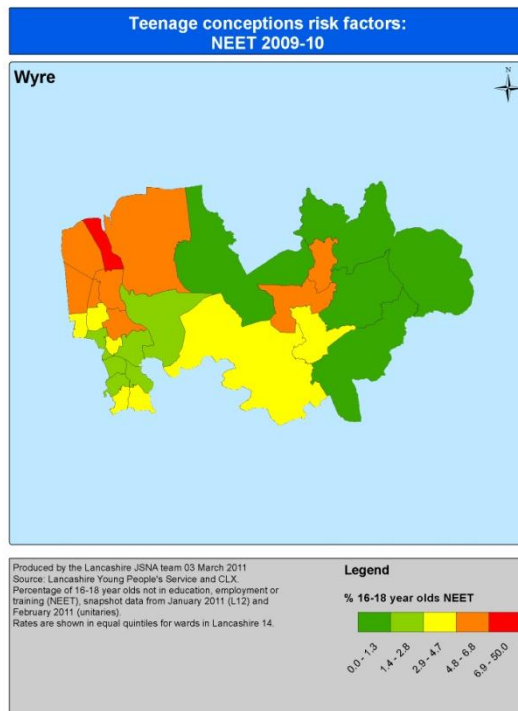 Teenage conceptions risk factors:
NEET 2009-10
Wyre
N
Produced by the Lancashire JSNA team 03 March 2011
Source: Lancashire Young People's Service and CLX.
Percentage of 16-18 year olds not in education, employment or
training (NEET), snapshot data from January 2011 (L12) and
February 2011 (unitaries).
Rates are shown in equal quintiles for wards in Lancashire 14.
Legend
% 16-18 year olds NEET
0.0 - 1.3
1.4 - 2.8
2.9 - 4.7
4.8 - 6.8
6.9 - 50.0